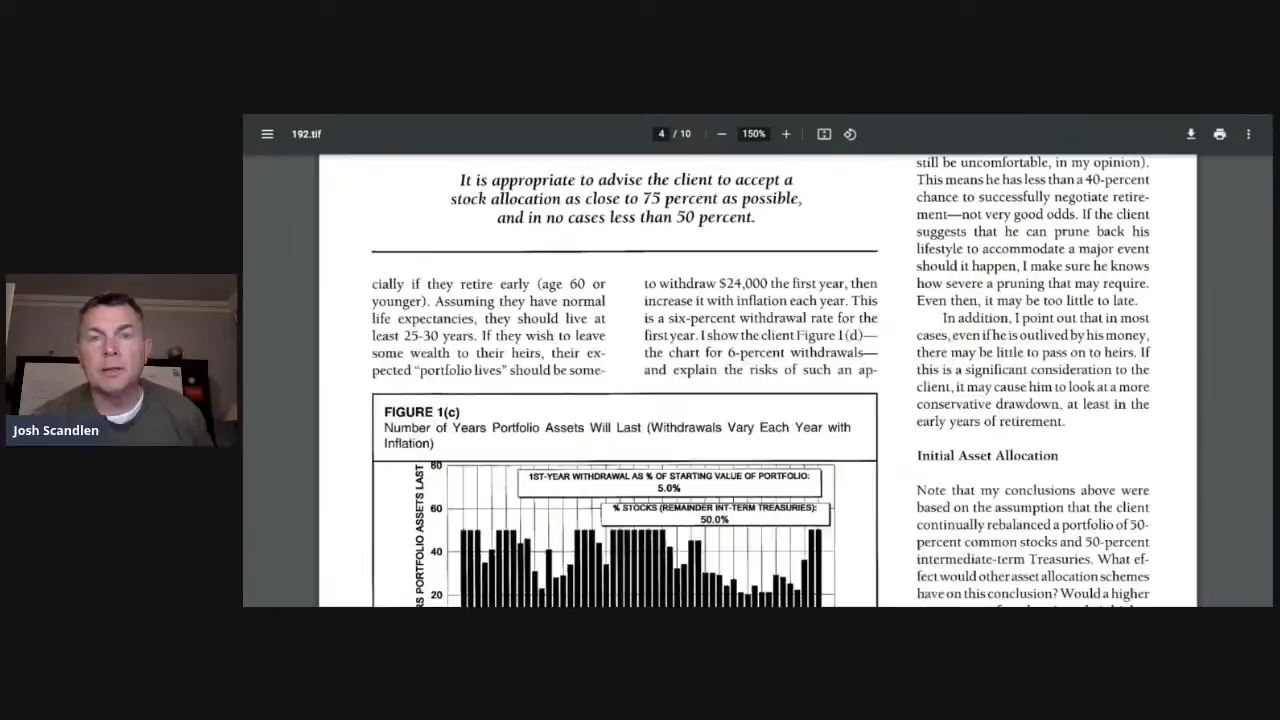 192.tif
4 / 10
150%
It is appropriate to advise the client to accept a
stock allocation as close to 75 percent as possible,
and in no cases less than 50 percent.
cially if they retire early (age 60 or
younger). Assuming they have normal
life expectancies, they should live at
least 25-30 years. If they wish to leave
some wealth to their heirs, their ex-
pected “portfolio lives” should be some-
to withdraw $24,000 the first year, then
increase it with inflation each year. This
is a six-percent withdrawal rate for the
first year. I show the client Figure 1(d)—
the chart for 6-percent withdrawals—
and explain the risks of such an ap-
FIGURE 1(c)
Number of Years Portfolio Assets Will Last (Withdrawals Vary Each Year with
Inflation)
RS PORTFOLIO ASSETS LAST
80
60
40
20
1ST-YEAR WITHDRAWAL AS % OF STARTING VALUE OF PORTFOLIO:
5.0%
% STOCKS (REMAINDER INT-TERM TREASURIES):
50.0%
still be uncomfortable, in my opinion).
This means he has less than a 40-percent
chance to successfully negotiate retire-
ment—not very good odds. If the client
suggests that he can prune back his
lifestyle to accommodate a major event
should it happen, I make sure he knows
how severe a pruning that may require.
Even then, it may be too little to late.
In addition, I point out that in most
cases, even if he is outlived by his money,
there may be little to pass on to heirs. If
this is a significant consideration to the
client, it may cause him to look at a more
conservative drawdown, at least in the
early years of retirement.
Initial Asset Allocation
Note that my conclusions above were
based on the assumption that the client
continually rebalanced a portfolio of 50-
percent common stocks and 50-percent
intermediate-term Treasuries. What ef-
fect would other asset allocation schemes
have on this conclusion? Would a higher
Josh Scandlen